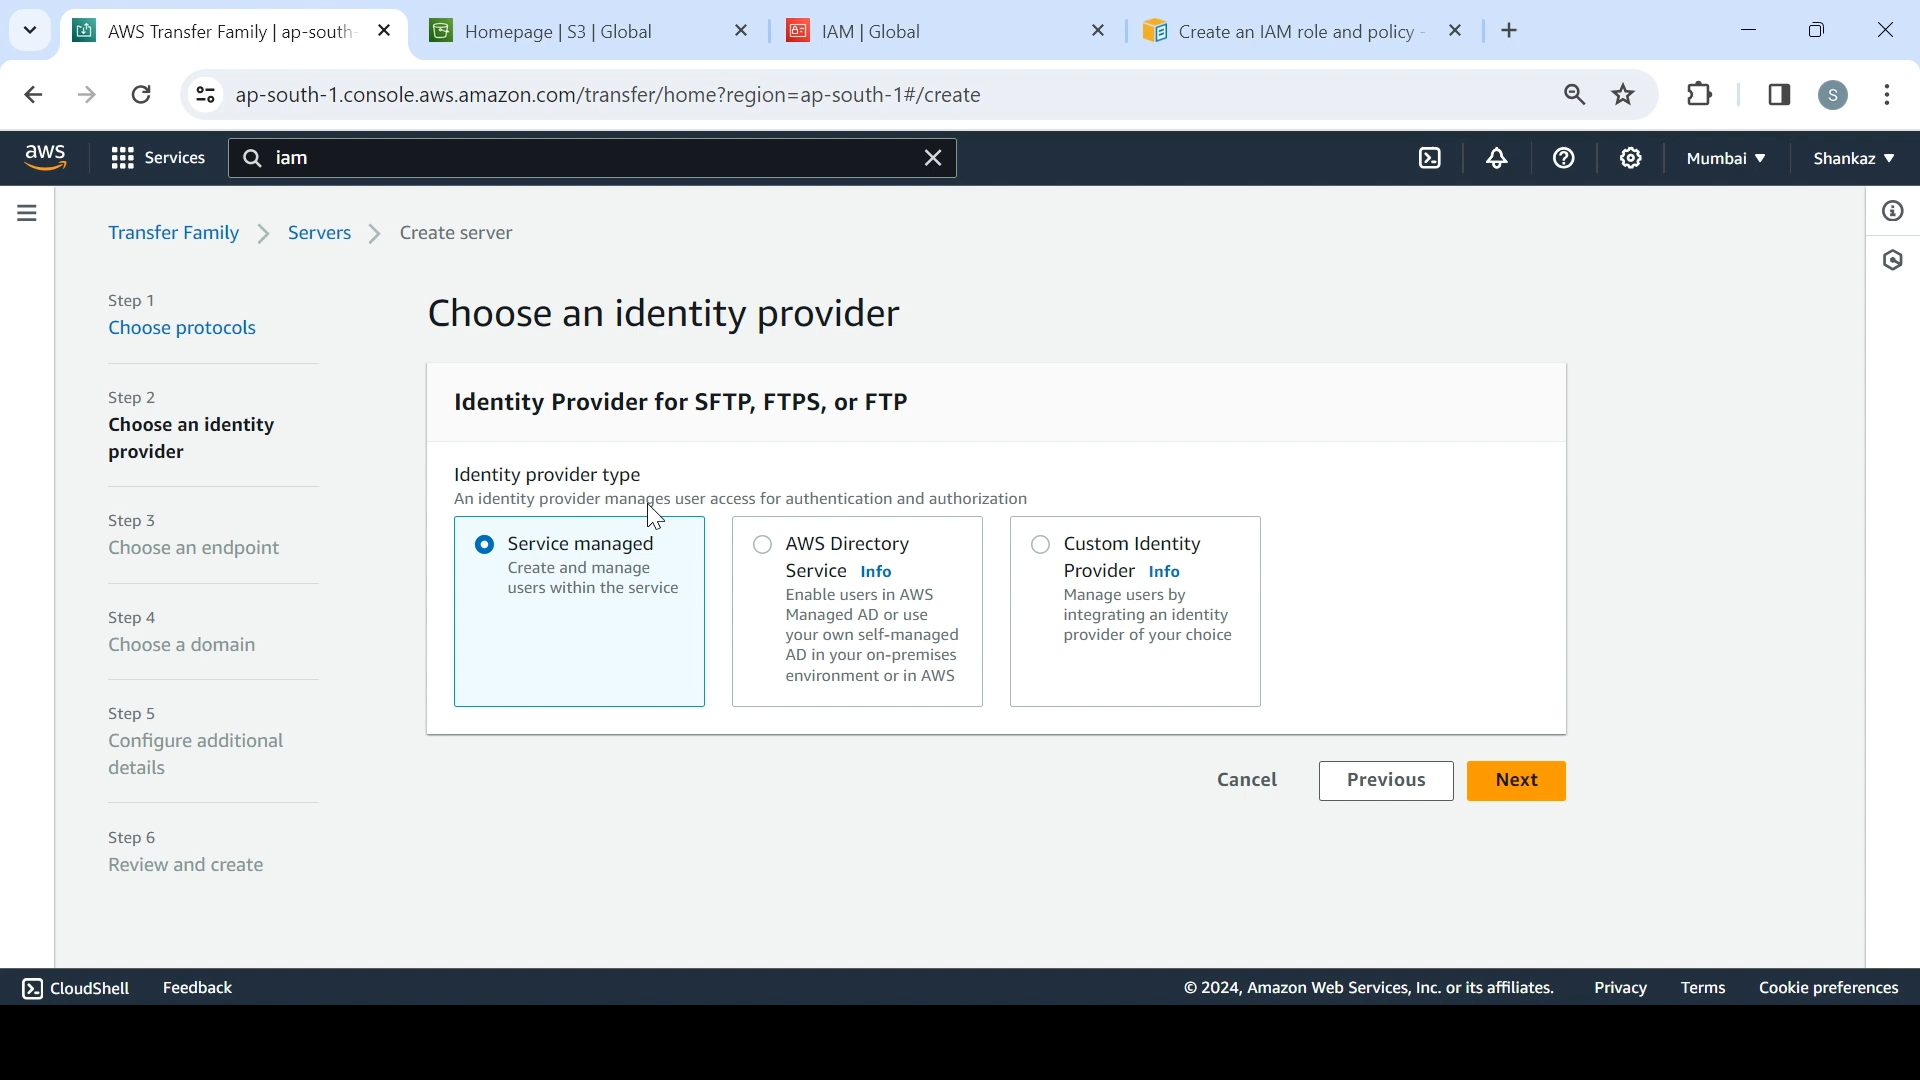 AWS Transfer Family | ap-south-
Homepage | S3 | Global
IAM | Global
Create an IAM role and policy -
ap-south-1.console.aws.amazon.com/transfer/home?region=ap-south-1#/create
S
aws
Services
iam
Mumbai
Shankaz
Transfer Family
Servers
Create server
Step 1
Choose protocols
Step 2
Choose an identity
provider
Step 3
Choose an endpoint
Step 4
Choose a domain
Step 5
Configure additional
details
Step 6
Review and create
Choose an identity provider
Identity Provider for SFTP, FTPS, or FTP
Identity provider type
An identity provider manages user access for authentication and authorization
Service managed
Create and manage
users within the service
AWS Directory
Service Info
Enable users in AWS
Managed AD or use
your own self-managed
AD in your on-premises
environment or in AWS
Custom Identity
Provider Info
Manage users by
integrating an identity
provider of your choice
Cancel
Previous
Next
CloudShell
Feedback
© 2024, Amazon Web Services, Inc. or its affiliates.
Privacy
Terms
Cookie preferences